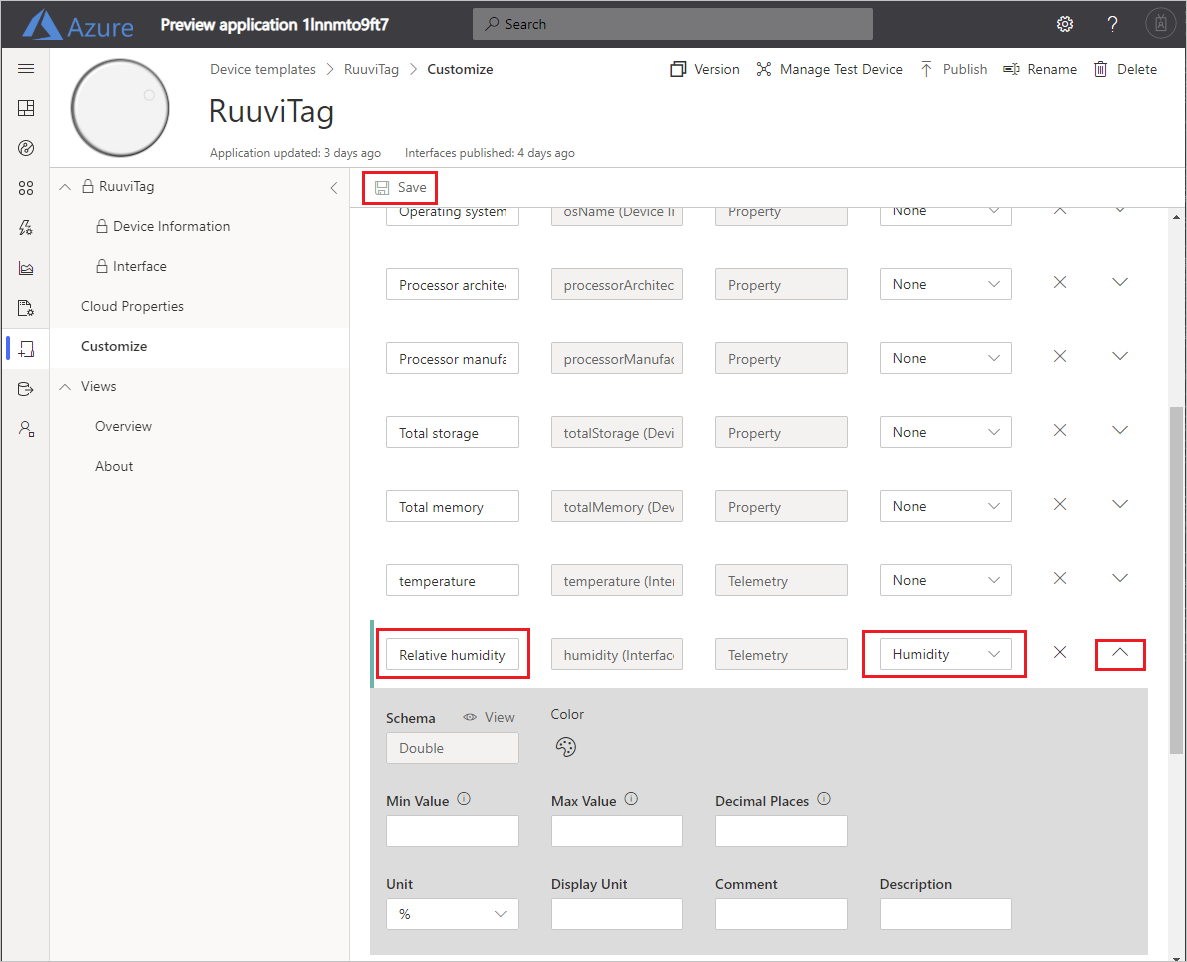 Azure Preview application 1lnnmto9ft7 Search ?
Device templates > RuuviTag > Customize Version Manage Test Device Publish Rename Delete
RuuviTag
Application updated: 3 days ago Interfaces published: 4 days ago
RuuviTag
Device Information
Interface
Cloud Properties
Customize
Views
Overview
About
Save
Operating system osName (Device In Property None
Processor archite processorArchitec Property None
Processor manufa processorManufac Property None
Total storage totalStorage (Devi Property None
Total memory totalMemory (Dev Property None
temperature temperature (Inter Telemetry None
Relative humidity humidity (Interface Telemetry Humidity
Schema View Color
Double
Min Value Max Value Decimal Places
Unit Display Unit Comment Description
%